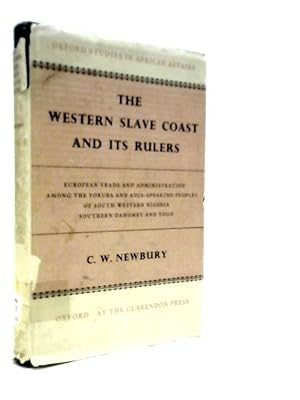 OXFORD STUDIES IN AFRICAN AFFAIRS
THE
WESTERN SLAVE COAST
AND ITS RULERS
EUROPEAN TRADE AND ADMINISTRATION
AMONG THE YORUBA AND ADJA-SPEAKING PEOPLES
OF SOUTH-WESTERN NIGERIA
SOUTHERN DAHOMEY AND TOGO
C. W. NEWBURY
OXFORD · AT THE CLARENDON PRESS